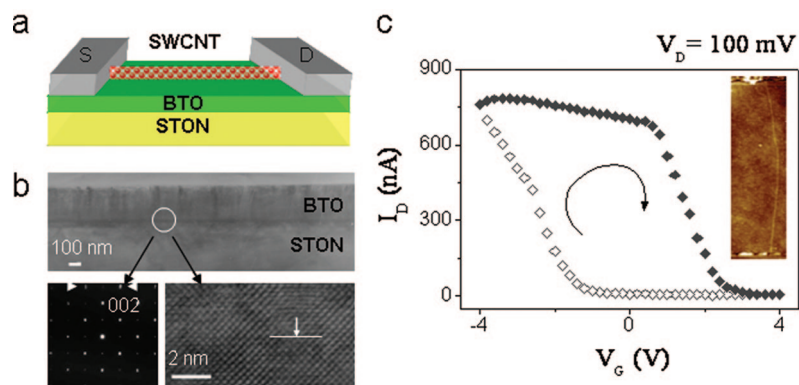 a
S
SWCNT
D
BTO
STON
b
BTO
STON
100 nm
002
2 nm
c
V_D = 100 mV
900
600
300
0
I_D (nA)
-4
0
4
V_G (V)